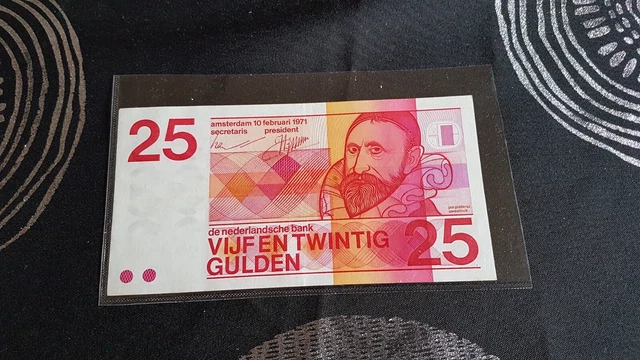 25
amsterdam 10 februari 1971
secretaris president
de nederlandsche bank
VIJF EN TWINTIG
GULDEN
25